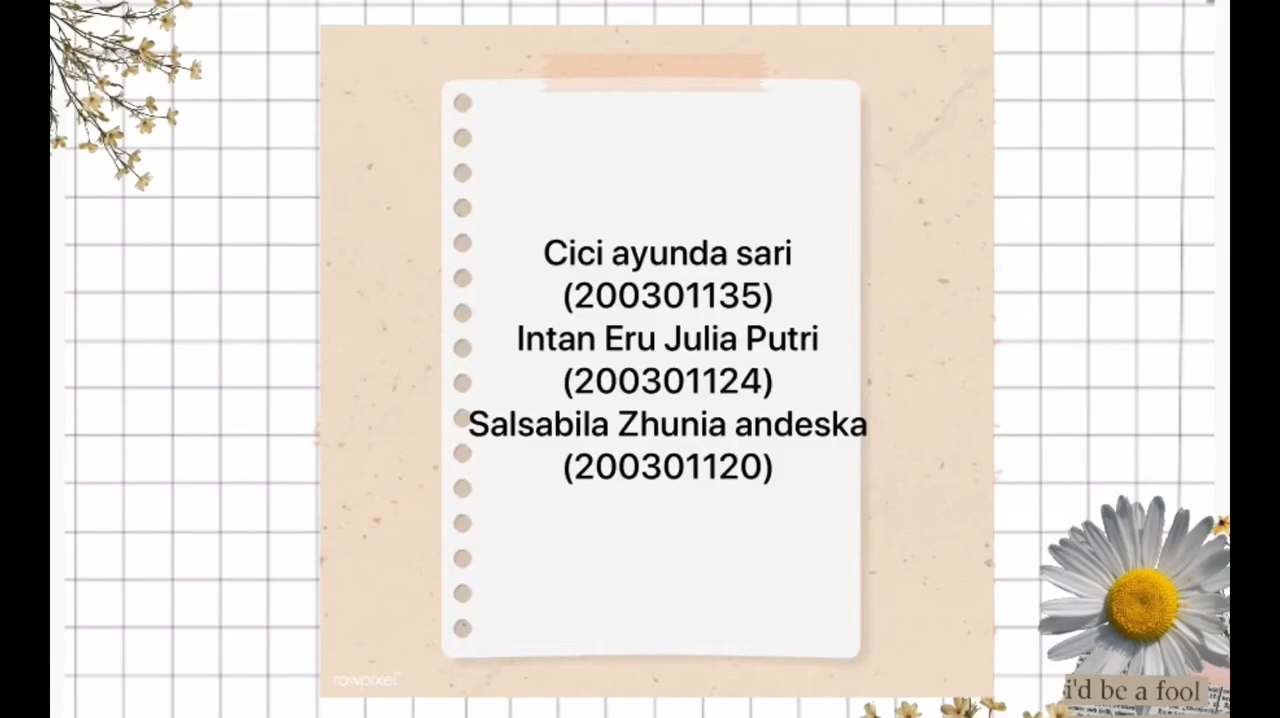 Cici ayunda sari
(200301135)
Intan Eru Julia Putri
(200301124)
Salsabila Zhunia andeska
(200301120)
rawpixel
i'd be a fool